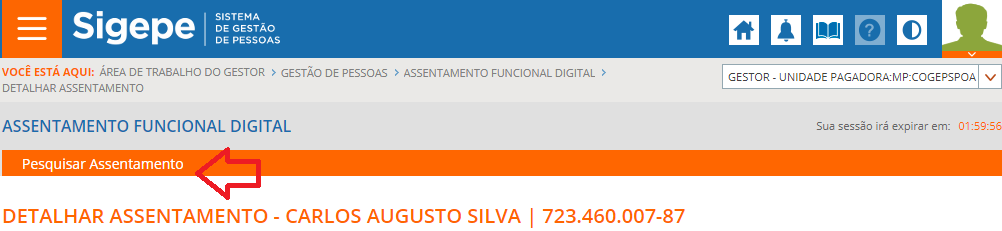 Sigepe
SISTEMA
DE GESTÃO
DE PESSOAS
?
VOCÊ ESTÁ AQUI: ÁREA DE TRABALHO DO GESTOR > GESTÃO DE PESSOAS > ASSENTAMENTO FUNCIONAL DIGITAL >
DETALHAR ASSENTAMENTO
GESTOR - UNIDADE PAGADORA:MP:COGEPSPOA
ASSENTAMENTO FUNCIONAL DIGITAL
Sua sessão irá expirar em: 01:59:56
Pesquisar Assentamento
DETALHAR ASSENTAMENTO - CARLOS AUGUSTO SILVA | 723.460.007-87